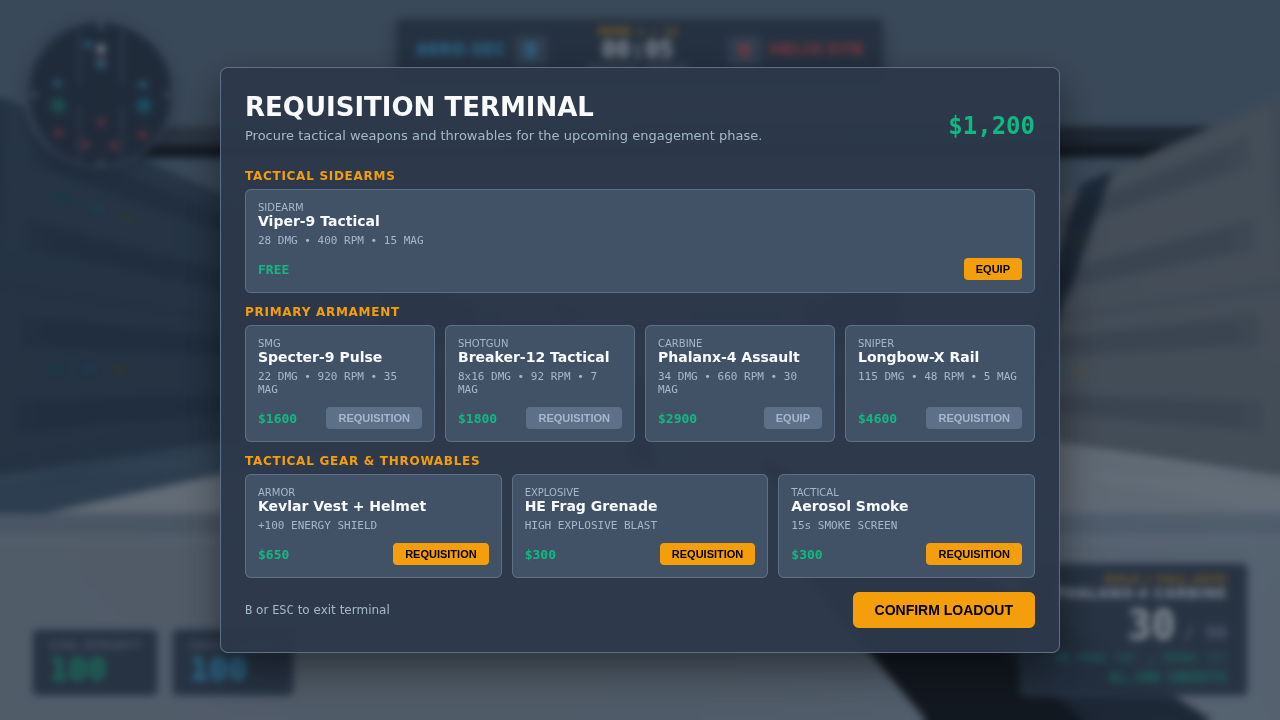 00:05
REQUISITION TERMINAL
Procure tactical weapons and throwables for the upcoming engagement phase.
$1,200
TACTICAL SIDEARMS
SIDEARM
Viper-9 Tactical
28 DMG • 400 RPM • 15 MAG
FREE
EQUIP
PRIMARY ARMAMENT
SMG
Specter-9 Pulse
22 DMG • 920 RPM • 35
MAG
$1600
REQUISITION
SHOTGUN
Breaker-12 Tactical
8x16 DMG • 92 RPM • 7
MAG
$1800
REQUISITION
CARBINE
Phalanx-4 Assault
34 DMG • 660 RPM • 30
MAG
$2900
EQUIP
SNIPER
Longbow-X Rail
115 DMG • 48 RPM • 5 MAG
$4600
REQUISITION
TACTICAL GEAR & THROWABLES
ARMOR
Kevlar Vest + Helmet
+100 ENERGY SHIELD
$650
REQUISITION
EXPLOSIVE
HE Frag Grenade
HIGH EXPLOSIVE BLAST
$300
REQUISITION
TACTICAL
Aerosol Smoke
15s SMOKE SCREEN
$300
REQUISITION
B or ESC to exit terminal
CONFIRM LOADOUT
100
100
30